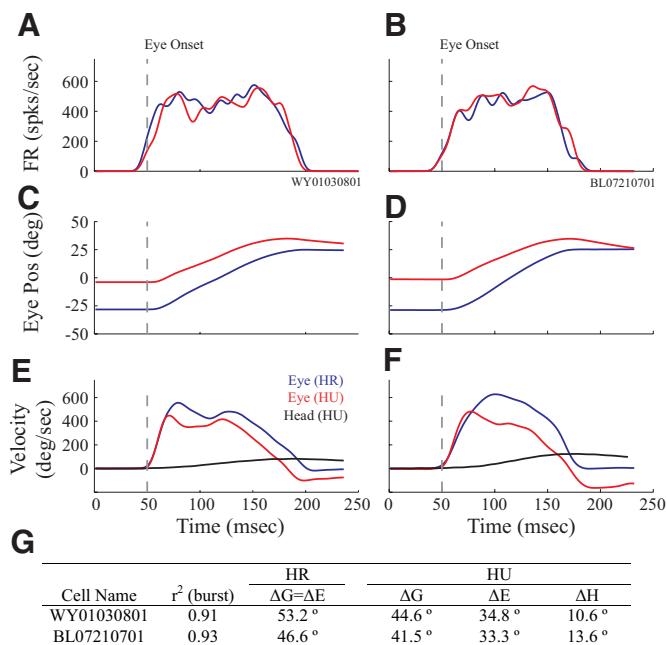 A
B
Eye Onset
Eye Onset
FR (spks/sec)
600
400
200
0
WY01030801
BL07210701
C
D
Eye Pos (deg)
50
25
0
-25
-50
E
F
Eye (HR)
Eye (HU)
Head (HU)
Velocity
(deg/sec)
600
400
200
0
0 50 100 150 200 250
0 50 100 150 200 250
Time (msec)
Time (msec)
G
HR HU
Cell Name r² (burst) ΔG=ΔE ΔG ΔE ΔH
WY01030801 0.91 53.2 º 44.6 º 34.8 º 10.6 º
BL07210701 0.93 46.6 º 41.5 º 33.3 º 13.6 º